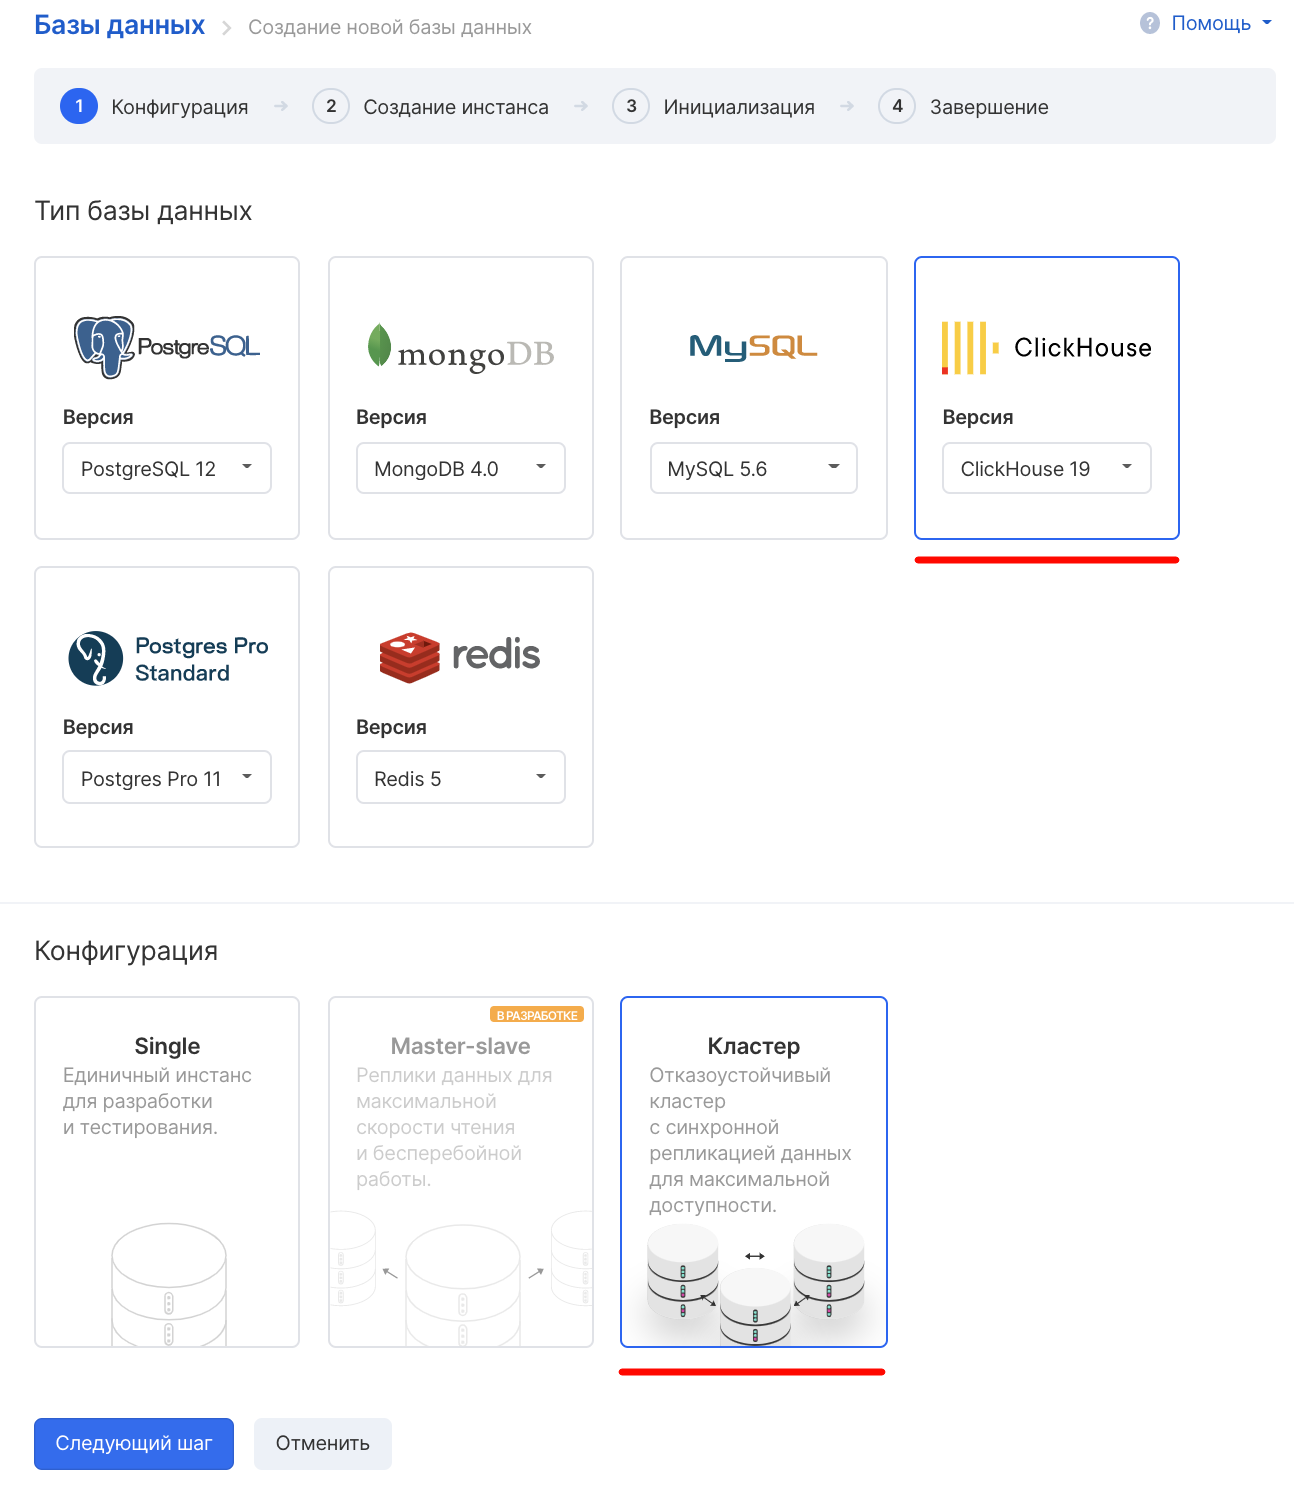 Базы данных
Создание новой базы данных
? Помощь
1 Конфигурация
2 Создание инстанса
3 Инициализация
4 Завершение
Тип базы данных
PostgreSQL
mongoDB
MySQL
ClickHouse
Версия
Версия
Версия
Версия
PostgreSQL 12
MongoDB 4.0
MySQL 5.6
ClickHouse 19
Postgres Pro
Standard
redis
Версия
Версия
Postgres Pro 11
Redis 5
Конфигурация
Single
Единичный инстанс
для разработки
и тестирования.
В РАЗРАБОТКЕ
Master-slave
Реплики данных для
максимальной
скорости чтения
и бесперебойной
работы.
Кластер
Отказоустойчивый
кластер
с синхронной
репликацией данных
для максимальной
доступности.
Следующий шаг
Отменить